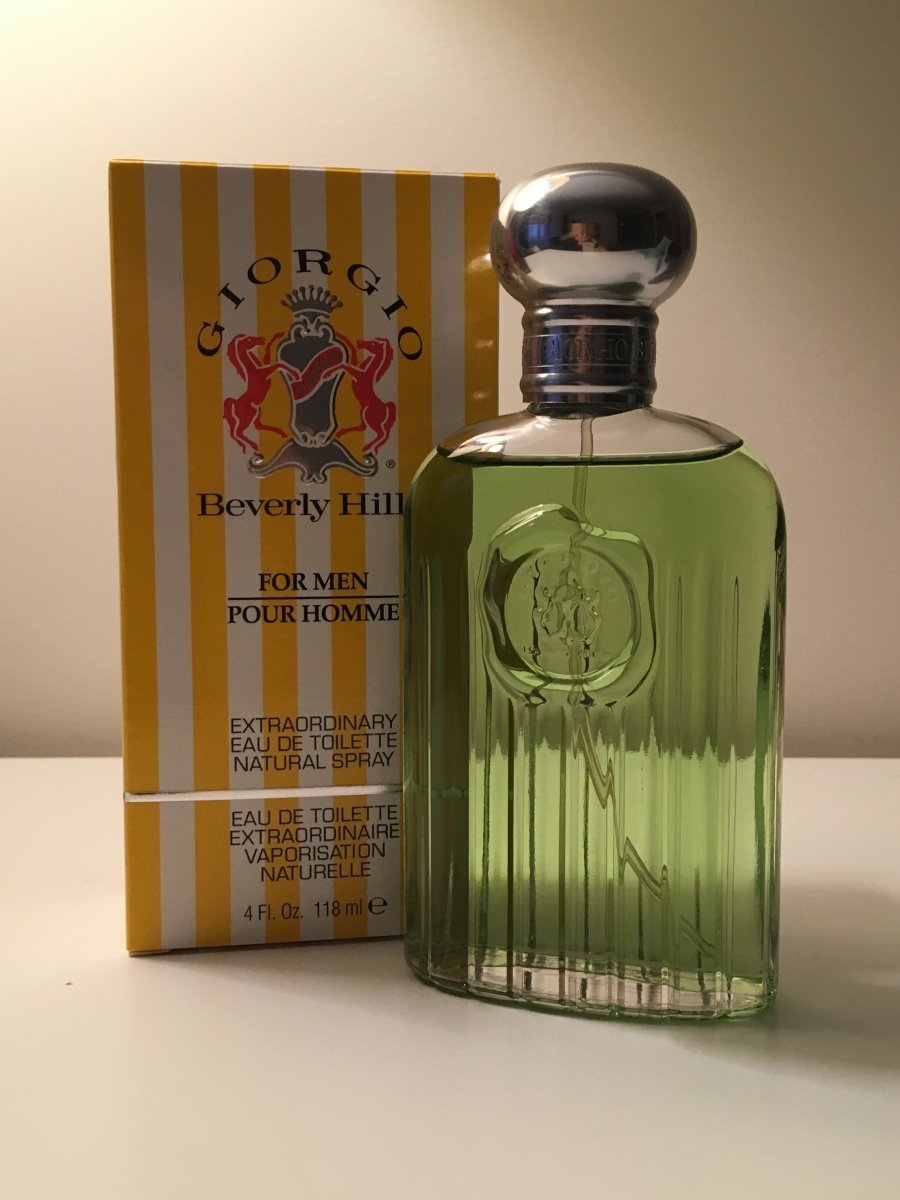 GIORGIO
®
Beverly Hill
FOR MEN
POUR HOMME
EXTRAORDINARY
EAU DE TOILETTE
NATURAL SPRAY
EAU DE TOILETTE
EXTRAORDINAIRE
VAPORISATION
NATURELLE
4 Fl. Oz. 118 ml ℮
GIORGIO